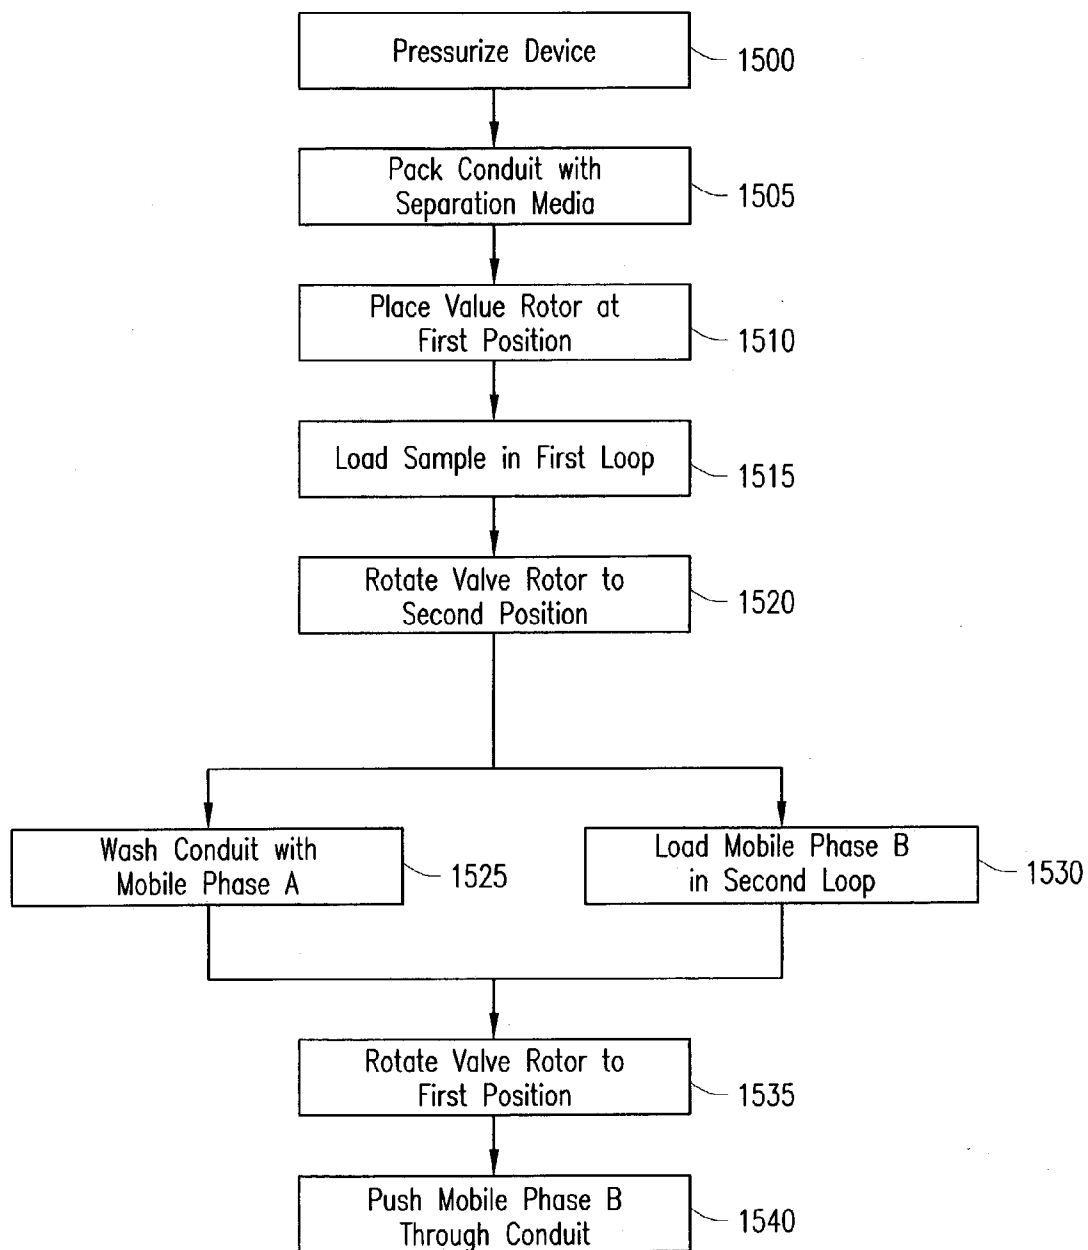 Pressurize Device
1500
Pack Conduit with
Separation Media
1505
Place Value Rotor at
First Position
1510
Load Sample in First Loop
1515
Rotate Valve Rotor to
Second Position
1520
Wash Conduit with
Mobile Phase A
1525
Load Mobile Phase B
in Second Loop
1530
Rotate Valve Rotor to
First Position
1535
Push Mobile Phase B
Through Conduit
1540